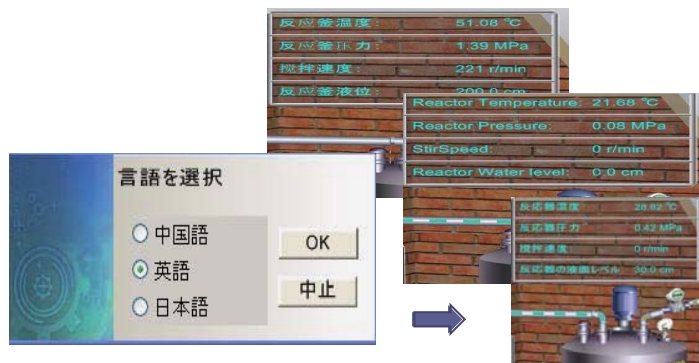 反应釜温度: 51.08 ℃
反应釜压力: 1.39 MPa
搅拌速度: 221 r/min
反应釜液位: 200.0 cm
Reactor Temperature: 21.68 ℃
Reactor Pressure: 0.08 MPa
StirSpeed: 0 r/min
Reactor Water level: 0.0 cm
言語を選択
中国語
英語
日本語
OK
中止
反応器温度 28.62 ℃
反応器圧力 0.42 MPa
撹拌速度 0 r/min
反応器の液面レベル 30.0 cm